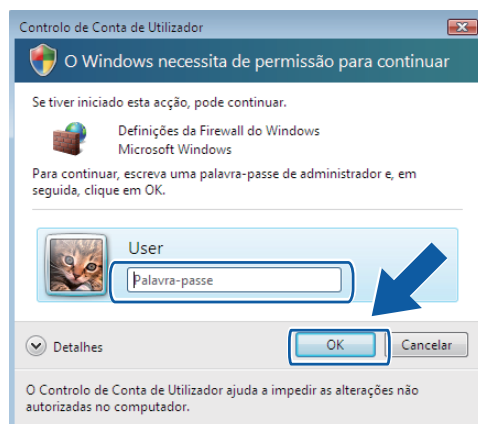 Controlo de Conta de Utilizador
O Windows necessita de permissão para continuar
Se tiver iniciado esta acção, pode continuar.
Definições da Firewall do Windows
Microsoft Windows
Para continuar, escreva uma palavra-passe de administrador e, em
seguida, clique em OK.
User
Palavra-passe
Detalhes
OK
Cancelar
O Controlo de Conta de Utilizador ajuda a impedir as alterações não
autorizadas no computador.